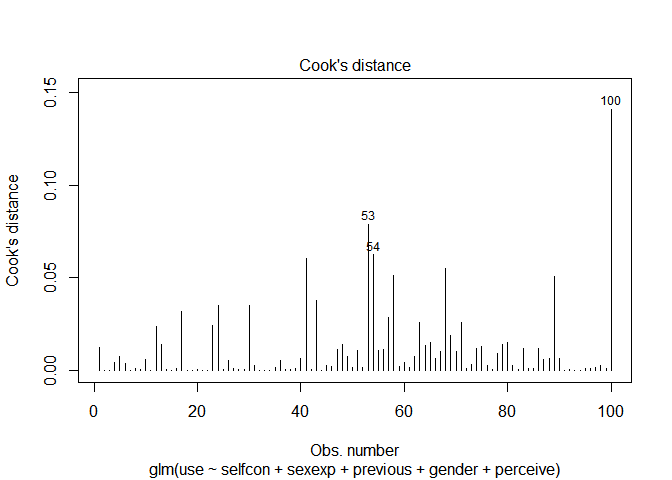 Cook's distance
0.15
100
0.10
53
54
0.05
0.00
Cook's distance
0 20 40 60 80 100
Obs. number
glm(use ~ selfcon + sexexp + previous + gender + perceive)